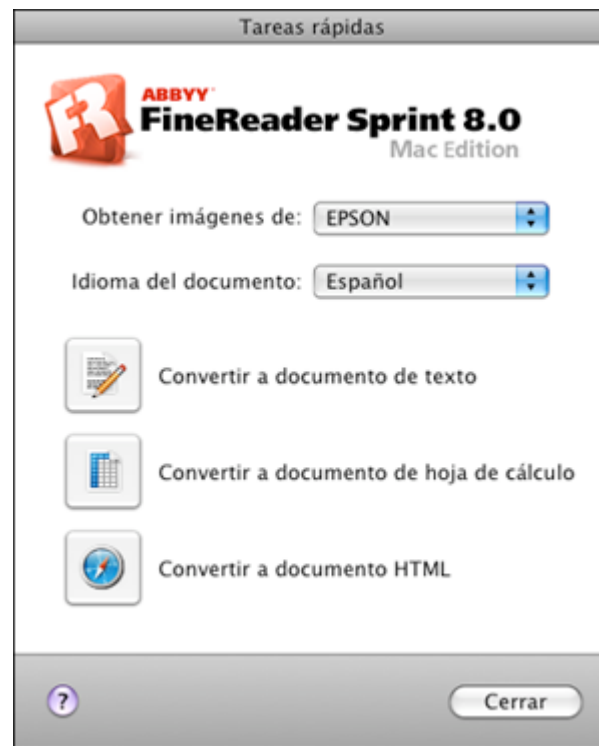 Tareas rápidas
ABBYY
FineReader Sprint 8.0
Mac Edition
Obtener imágenes de: EPSON
Idioma del documento: Español
Convertir a documento de texto
Convertir a documento de hoja de cálculo
Convertir a documento HTML
? Cerrar